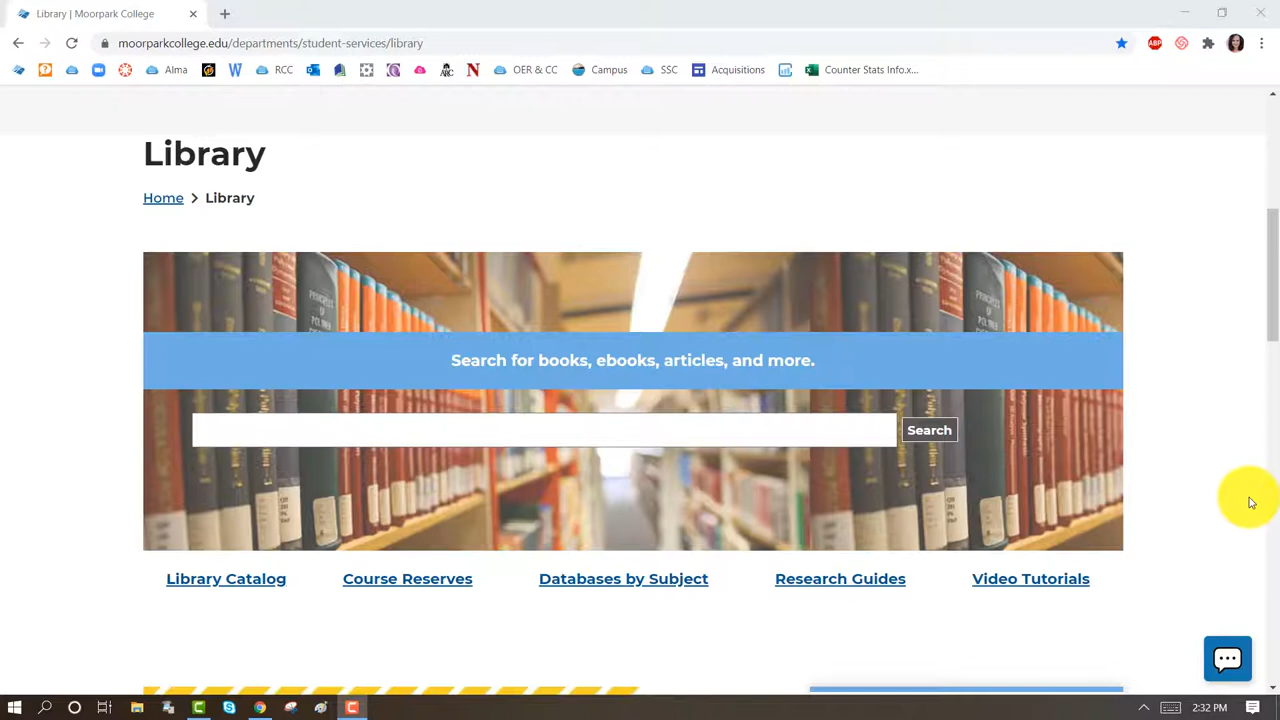 Library | Moorpark College
moorparkcollege.edu/departments/student-services/library
ABP
Alma
RCC
OER & CC
Campus
SSC
Acquisitions
Counter Stats Info.x...
Library
Home > Library
Search for books, ebooks, articles, and more.
Search
Library Catalog
Course Reserves
Databases by Subject
Research Guides
Video Tutorials
2:32 PM